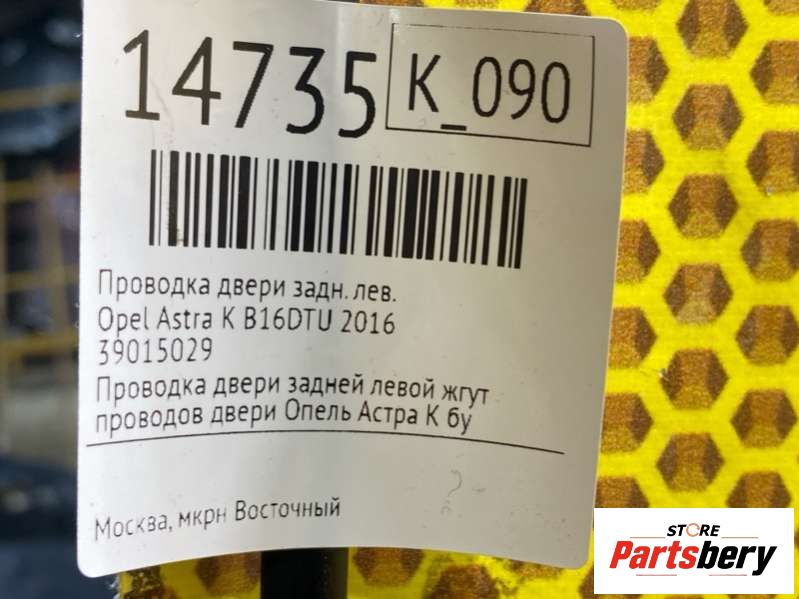 14735 K_090
Проводка двери задн. лев.
Opel Astra K B16DTU 2016
39015029
Проводка двери задней левой жгут
проводов двери Опель Астра К бу
Москва, мкрн Восточный
STORE
Partsbery